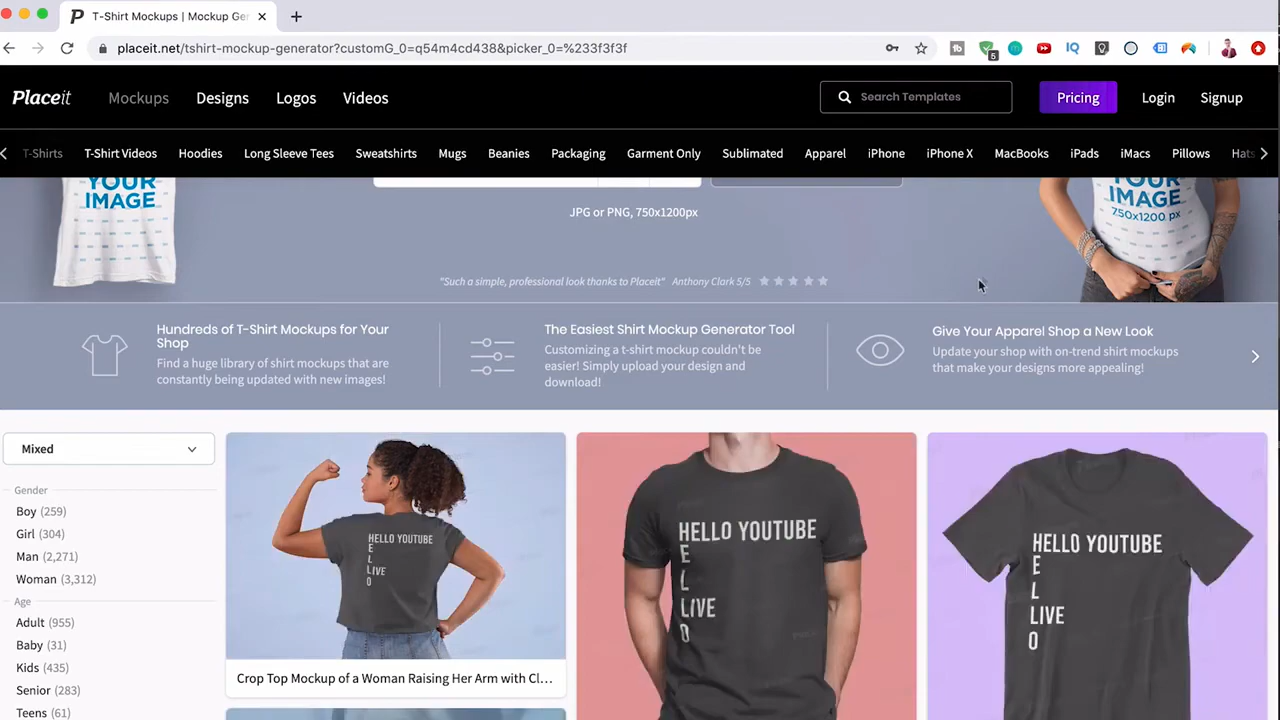 T-Shirt Mockups | Mockup Ger
placeit.net/tshirt-mockup-generator?customG_0=q54m4cd438&picker_0=%233f3f3f
5
IQ
Placeit
Mockups
Designs
Logos
Videos
Search Templates
Pricing
Login
Signup
T-Shirts
T-Shirt Videos
Hoodies
Long Sleeve Tees
Sweatshirts
Mugs
Beanies
Packaging
Garment Only
Sublimated
Apparel
iPhone
iPhone X
MacBooks
iPads
iMacs
Pillows
Hats
YOUR
IMAGE
JPG or PNG, 750x1200px
YOUR
IMAGE
750x1200 px
"Such a simple, professional look thanks to Placeit" Anthony Clark 5/5
Hundreds of T-Shirt Mockups for Your
Shop
Find a huge library of shirt mockups that are
constantly being updated with new images!
The Easiest Shirt Mockup Generator Tool
Customizing a t-shirt mockup couldn't be
easier! Simply upload your design and
download!
Give Your Apparel Shop a New Look
Update your shop with on-trend shirt mockups
that make your designs more appealing!
Mixed
Gender
Boy (259)
Girl (304)
Man (2,271)
Woman (3,312)
Age
Adult (955)
Baby (31)
Kids (435)
Senior (283)
Teens (61)
HELLO YOUTUBE
E
L
LIVE
O
Crop Top Mockup of a Woman Raising Her Arm with Cl...
HELLO YOUTUBE
E
L
LIVE
O
HELLO YOUTUBE
E
L
LIVE
O